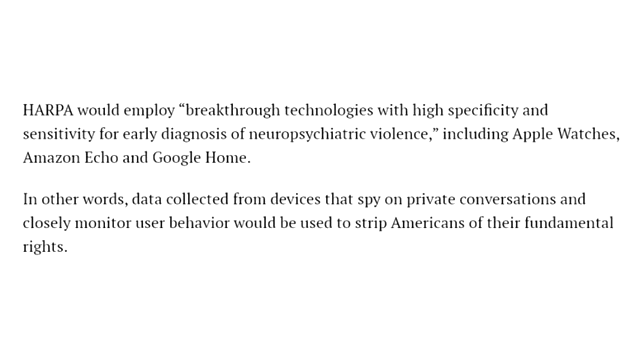 HARPA would employ “breakthrough technologies with high specificity and
sensitivity for early diagnosis of neuropsychiatric violence,” including Apple Watches,
Amazon Echo and Google Home.
In other words, data collected from devices that spy on private conversations and
closely monitor user behavior would be used to strip Americans of their fundamental
rights.